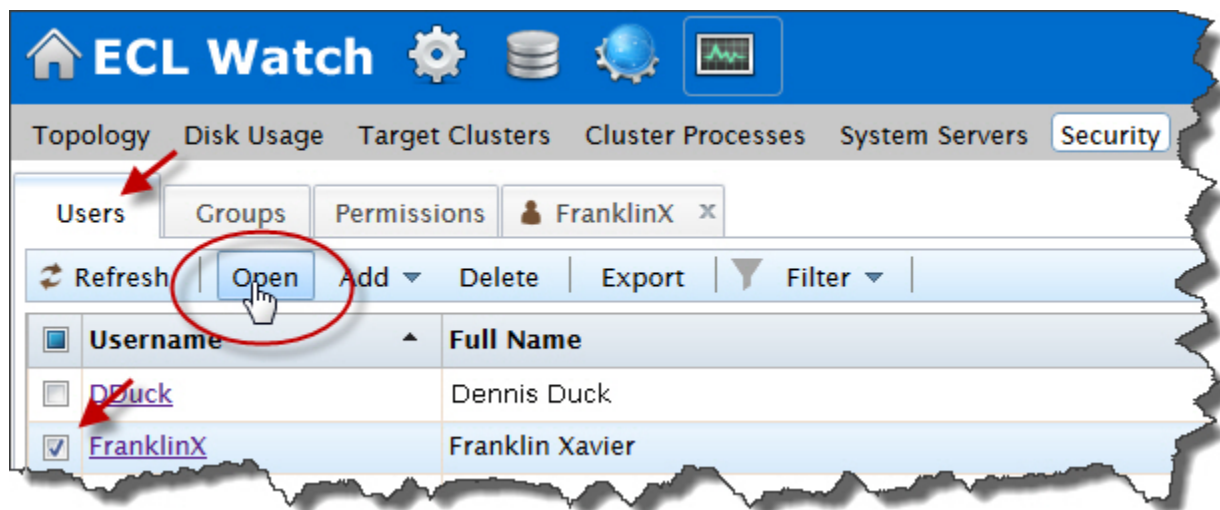 ECL Watch
Topology Disk Usage Target Clusters Cluster Processes System Servers Security
Users Groups Permissions FranklinX x
Refresh Open Add Delete Export Filter
Username Full Name
DDuck Dennis Duck
FranklinX Franklin Xavier